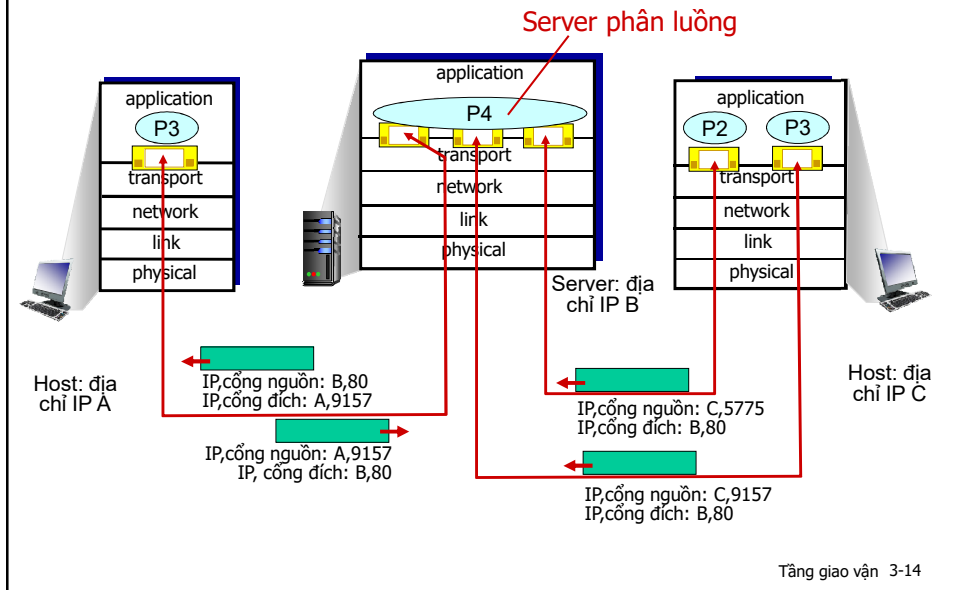 Server phân luồng
application
P3
transport
network
link
physical
application
P4
transport
network
link
physical
application
P2
P3
transport
network
link
physical
Server: địa
chỉ IP B
Host: địa
chỉ IP A
Host: địa
chỉ IP C
IP,cổng nguồn: B,80
IP,cổng đích: A,9157
IP,cổng nguồn: A,9157
IP, cổng đích: B,80
IP,cổng nguồn: C,5775
IP,cổng đích: B,80
IP,cổng nguồn: C,9157
IP,cổng đích: B,80
Tầng giao vận 3-14